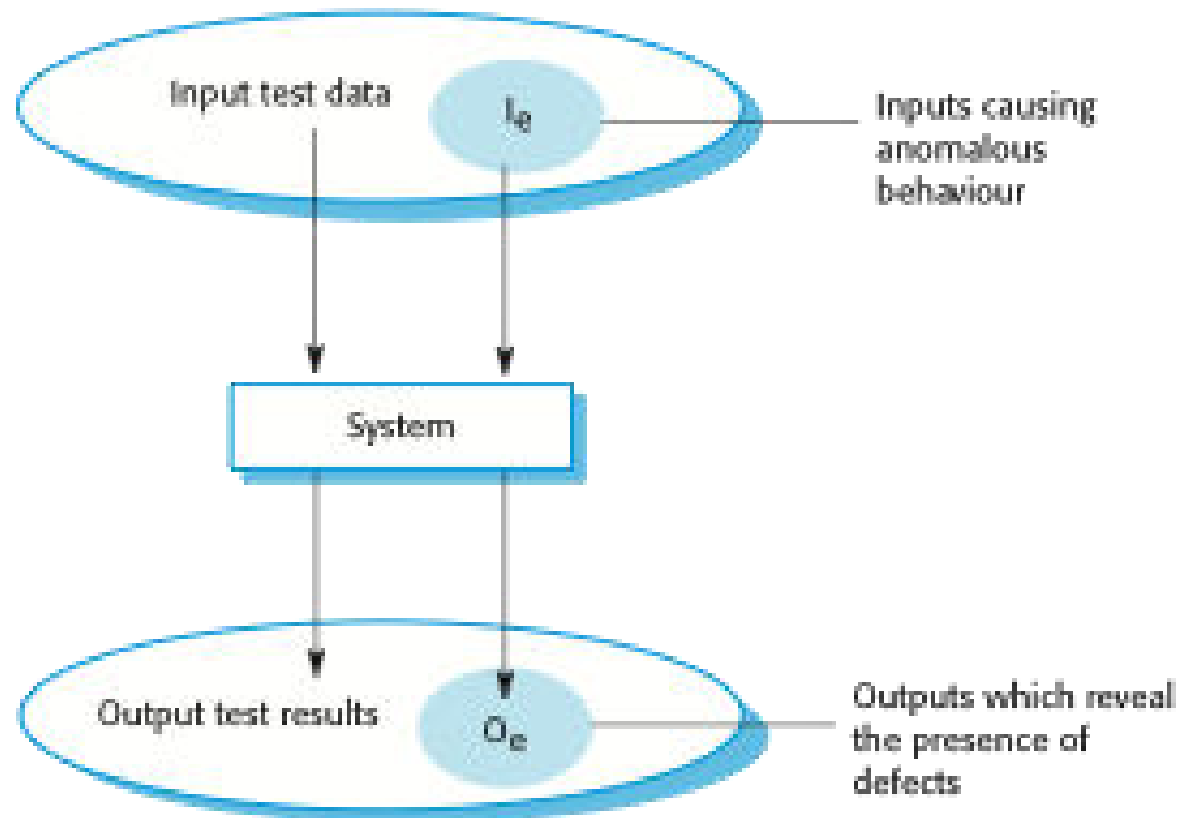 Input test data
Iₑ
Inputs causing
anomalous
behaviour
System
Output test results
Oₑ
Outputs which reveal
the presence of
defects